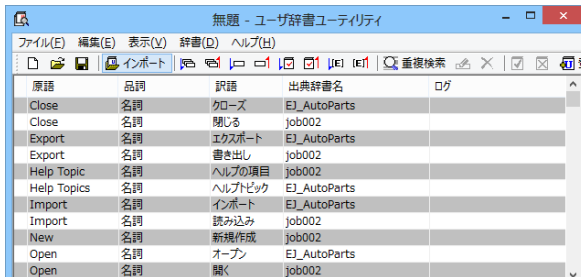 無題 - ユーザ辞書ユーティリティ
ファイル(F) 編集(E) 表示(V) 辞書(D) ヘルプ(H)
インポート 重複検索
原語 品詞 訳語 出典辞書名 ログ
Close 名詞 クローズ EJ_AutoParts
Close 名詞 閉じる job002
Export 名詞 エクスポート EJ_AutoParts
Export 名詞 書き出し job002
Help Topic 名詞 ヘルプの項目 job002
Help Topics 名詞 ヘルプトピック EJ_AutoParts
Import 名詞 インポート EJ_AutoParts
Import 名詞 読み込み job002
New 名詞 新規作成 job002
Open 名詞 オープン EJ_AutoParts
Open 名詞 開く job002